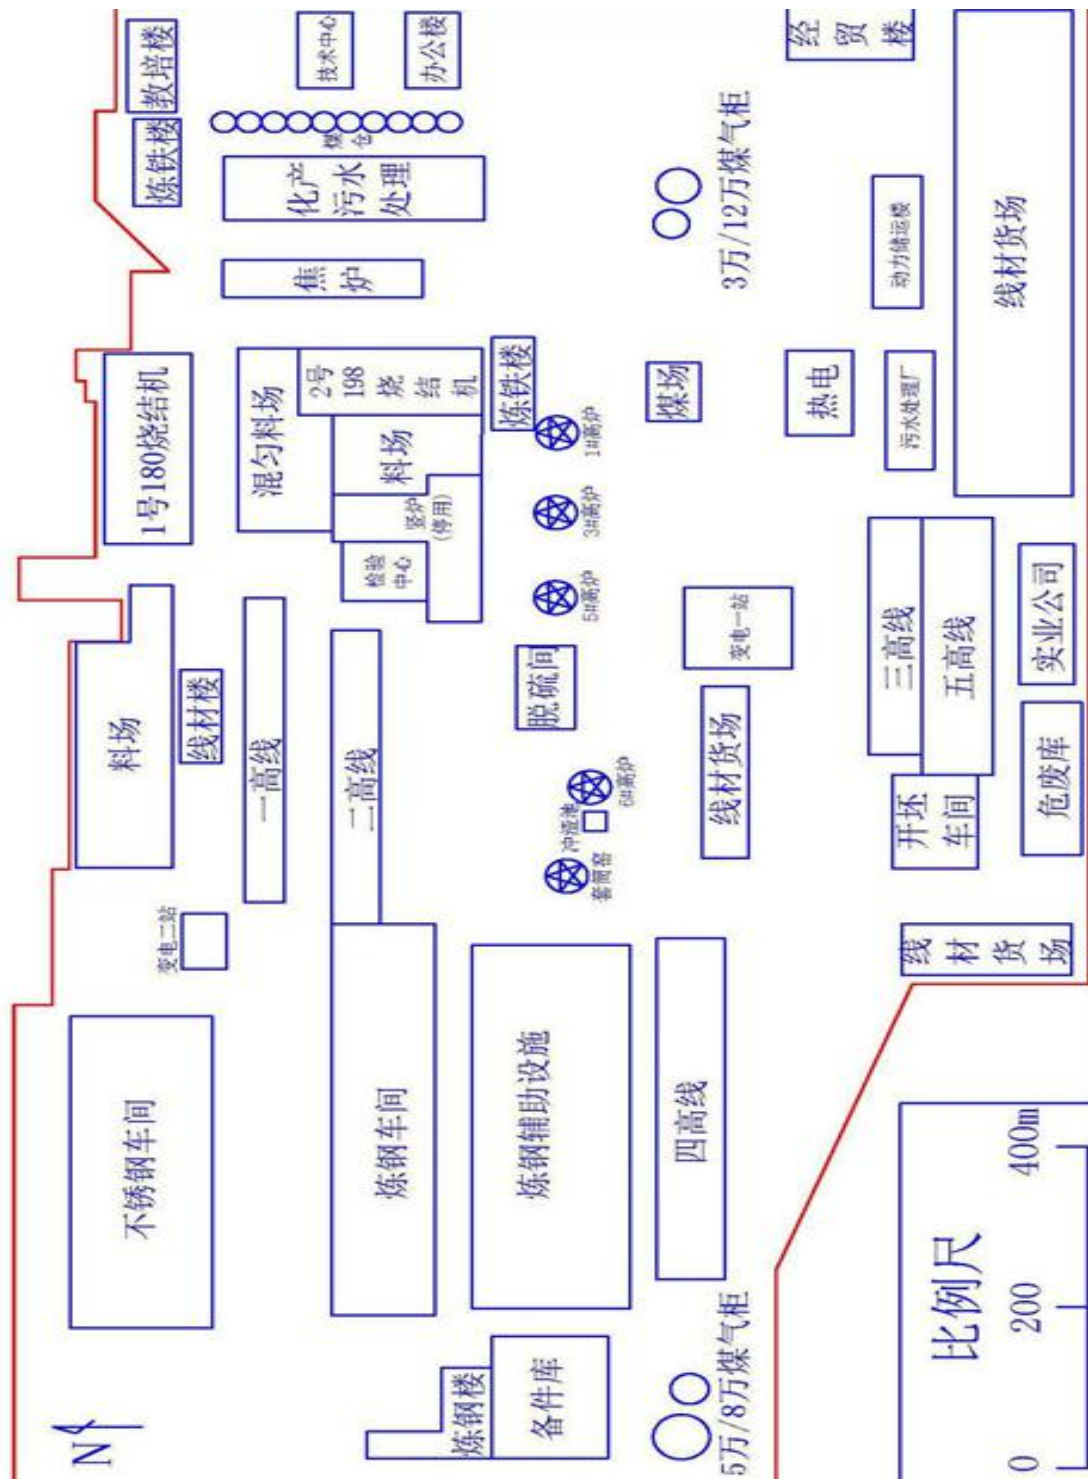 N
不锈钢车间
变电二站
料场
线材楼
1号180烧结机
炼铁楼
教培楼
一高线
混匀料场
2号198烧结机
料场
竖炉
(停用)
检验
中心
焦炉
化产
污水
处理
煤仓
技术中心
办公楼
炼钢车间
二高线
炼钢楼
备件库
炼钢辅助设施
套筒窑
冲渣池
6#高炉
脱硫间
5#高炉
3#高炉
1#高炉
炼铁楼
5万/8万煤气柜
四高线
线材货场
变电一站
煤场
3万/12万煤气柜
热电
经贸楼
开坯
车间
三高线
五高线
污水处理厂
动力储运楼
线材货场
线材货场
危废库
实业公司
比例尺
0
200
400m